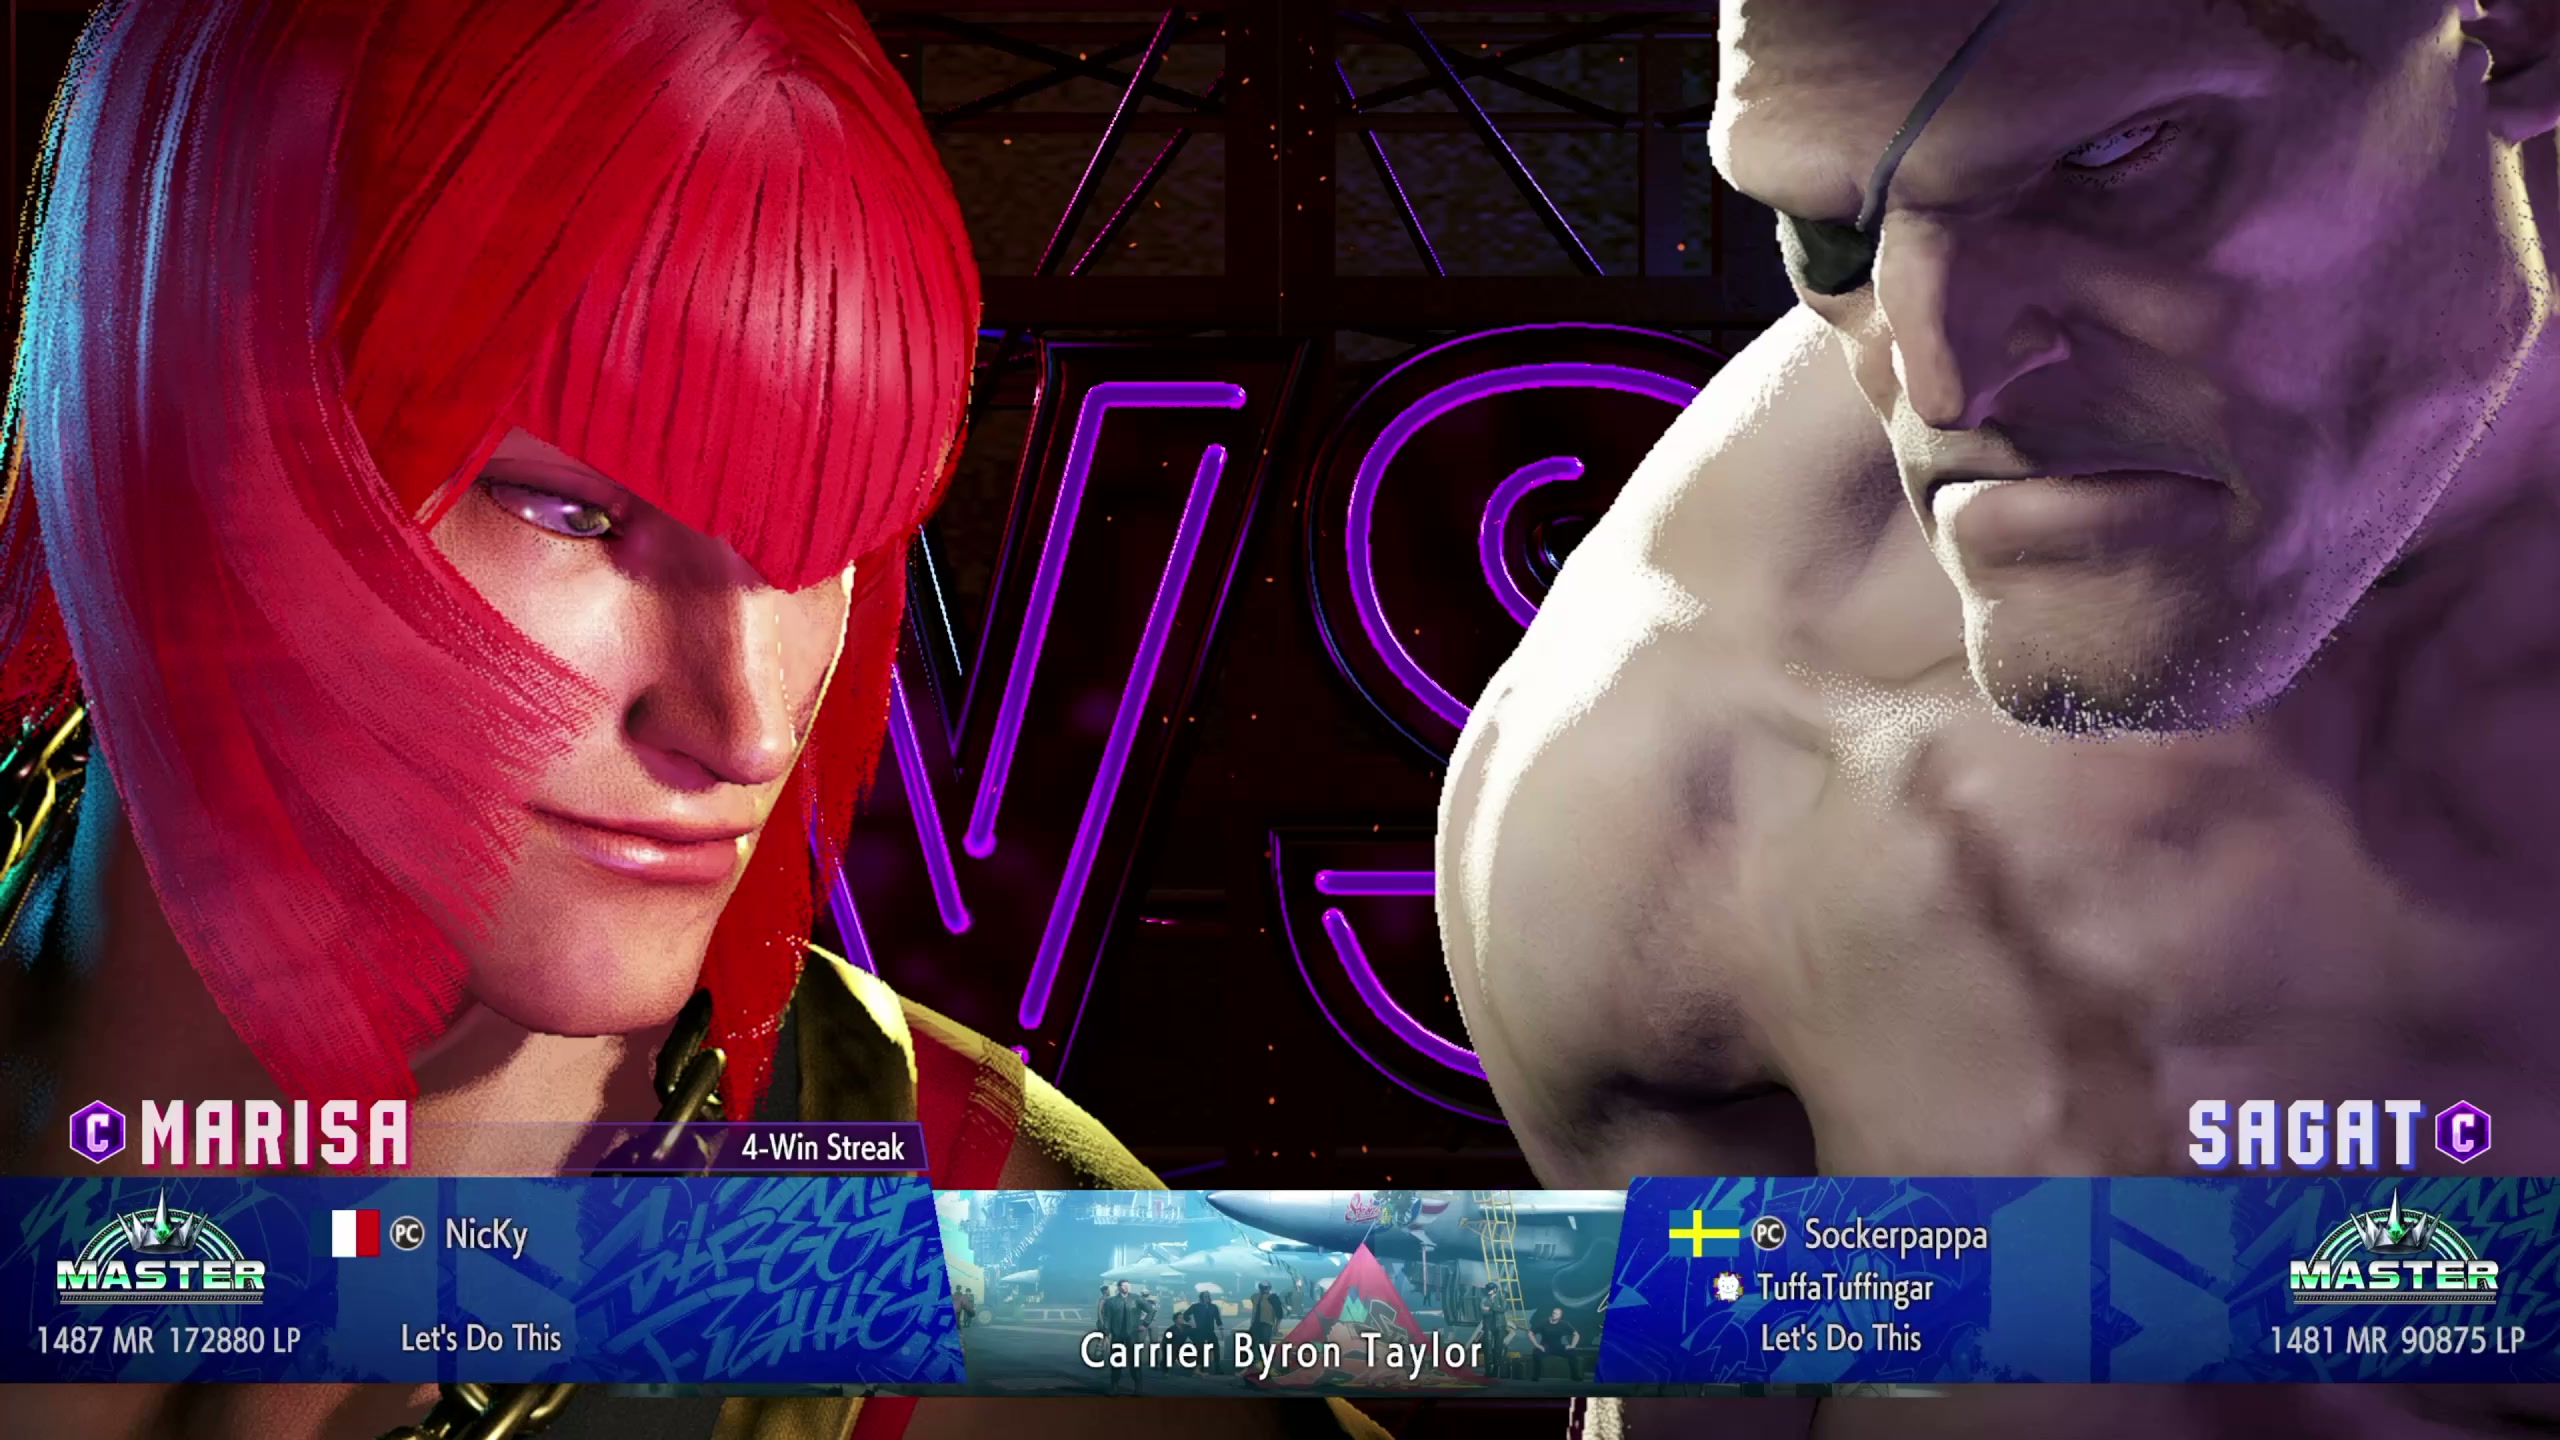 VS
C MARISA
4-Win Streak
SAGAT C
MASTER
PC NicKy
1487 MR 172880 LP
Let's Do This
Carrier Byron Taylor
PC Sockerpappa
TuffaTuffingar
Let's Do This
MASTER
1481 MR 90875 LP